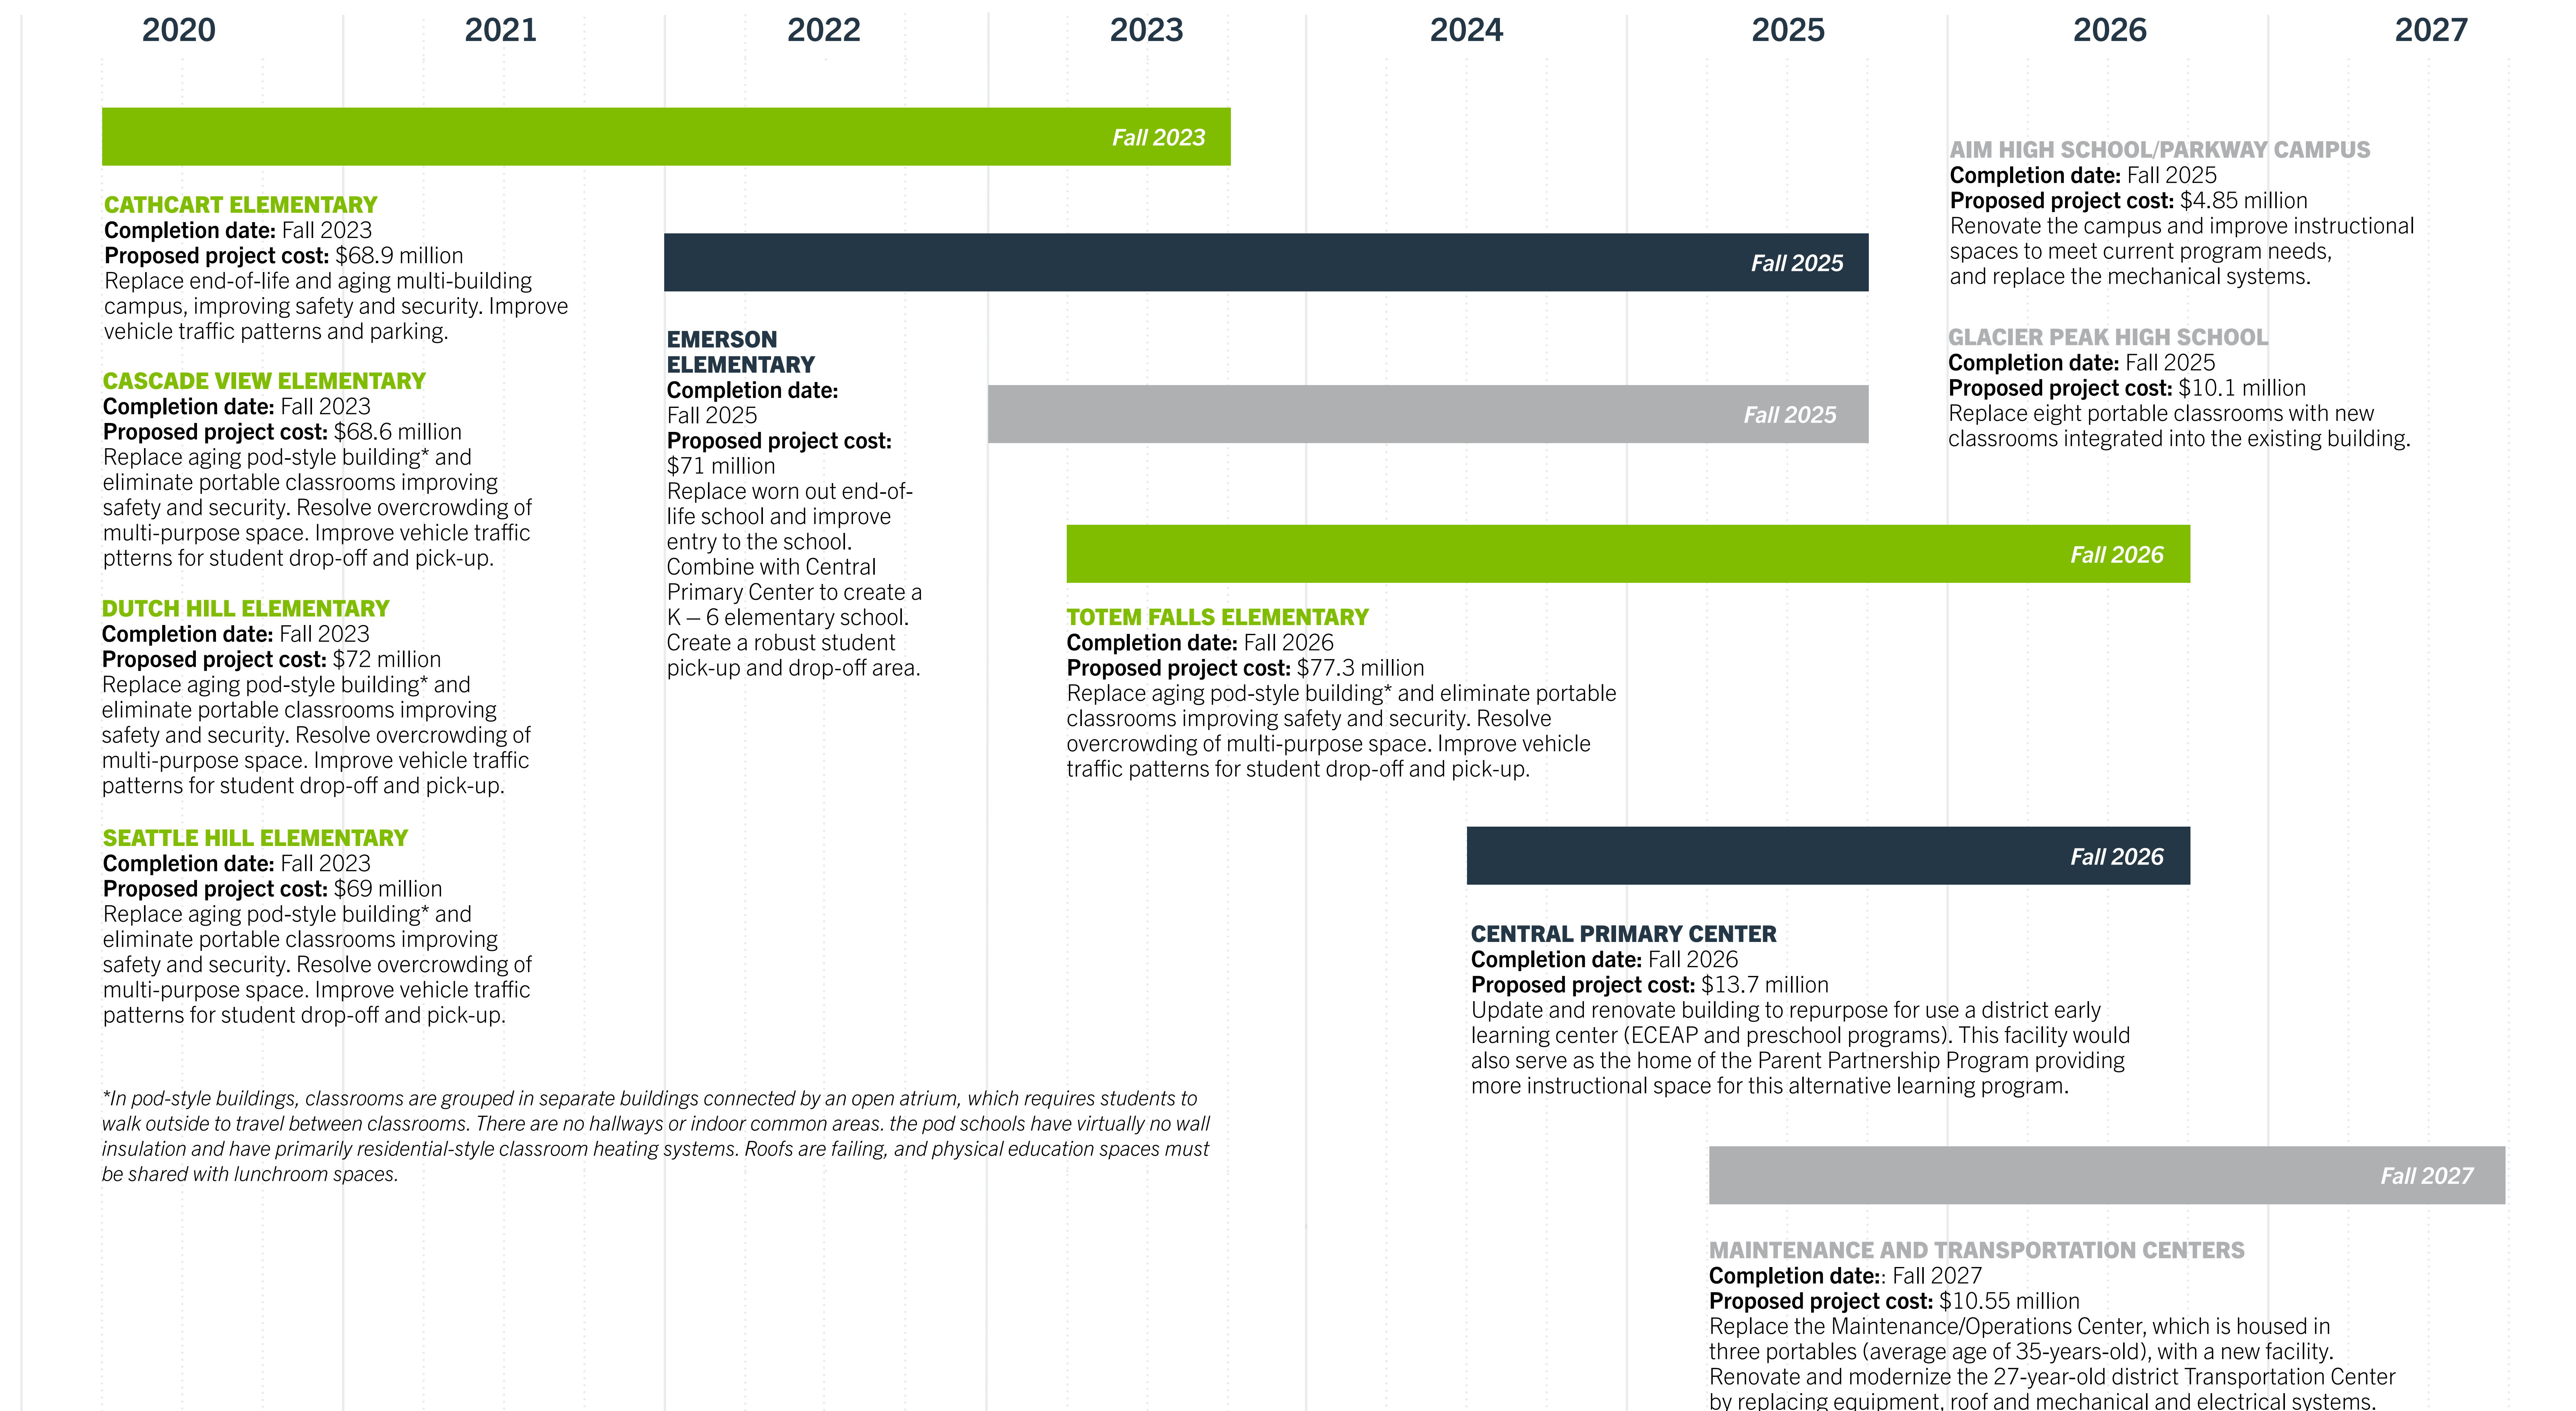 2020 2021 2022 2023 2024 2025 2026 2027
Fall 2023
CATHCART ELEMENTARY
Completion date: Fall 2023
Proposed project cost: $68.9 million
Replace end-of-life and aging multi-building
campus, improving safety and security. Improve
vehicle traffic patterns and parking.
CASCADE VIEW ELEMENTARY
Completion date: Fall 2023
Proposed project cost: $68.6 million
Replace aging pod-style building* and
eliminate portable classrooms improving
safety and security. Resolve overcrowding of
multi-purpose space. Improve vehicle traffic
ptterns for student drop-off and pick-up.
DUTCH HILL ELEMENTARY
Completion date: Fall 2023
Proposed project cost: $72 million
Replace aging pod-style building* and
eliminate portable classrooms improving
safety and security. Resolve overcrowding of
multi-purpose space. Improve vehicle traffic
patterns for student drop-off and pick-up.
SEATTLE HILL ELEMENTARY
Completion date: Fall 2023
Proposed project cost: $69 million
Replace aging pod-style building* and
eliminate portable classrooms improving
safety and security. Resolve overcrowding of
multi-purpose space. Improve vehicle traffic
patterns for student drop-off and pick-up.
*In pod-style buildings, classrooms are grouped in separate buildings connected by an open atrium, which requires students to
walk outside to travel between classrooms. There are no hallways or indoor common areas. the pod schools have virtually no wall
insulation and have primarily residential-style classroom heating systems. Roofs are failing, and physical education spaces must
be shared with lunchroom spaces.
Fall 2025
EMERSON
ELEMENTARY
Completion date:
Fall 2025
Proposed project cost:
$71 million
Replace worn out end-of-
life school and improve
entry to the school.
Combine with Central
Primary Center to create a
K – 6 elementary school.
Create a robust student
pick-up and drop-off area.
Fall 2025
AIM HIGH SCHOOL/PARKWAY CAMPUS
Completion date: Fall 2025
Proposed project cost: $4.85 million
Renovate the campus and improve instructional
spaces to meet current program needs,
and replace the mechanical systems.
GLACIER PEAK HIGH SCHOOL
Completion date: Fall 2025
Proposed project cost: $10.1 million
Replace eight portable classrooms with new
classrooms integrated into the existing building.
Fall 2026
TOTEM FALLS ELEMENTARY
Completion date: Fall 2026
Proposed project cost: $77.3 million
Replace aging pod-style building* and eliminate portable
classrooms improving safety and security. Resolve
overcrowding of multi-purpose space. Improve vehicle
traffic patterns for student drop-off and pick-up.
Fall 2026
CENTRAL PRIMARY CENTER
Completion date: Fall 2026
Proposed project cost: $13.7 million
Update and renovate building to repurpose for use a district early
learning center (ECEAP and preschool programs). This facility would
also serve as the home of the Parent Partnership Program providing
more instructional space for this alternative learning program.
Fall 2027
MAINTENANCE AND TRANSPORTATION CENTERS
Completion date:: Fall 2027
Proposed project cost: $10.55 million
Replace the Maintenance/Operations Center, which is housed in
three portables (average age of 35-years-old), with a new facility.
Renovate and modernize the 27-year-old district Transportation Center
by replacing equipment, roof and mechanical and electrical systems.